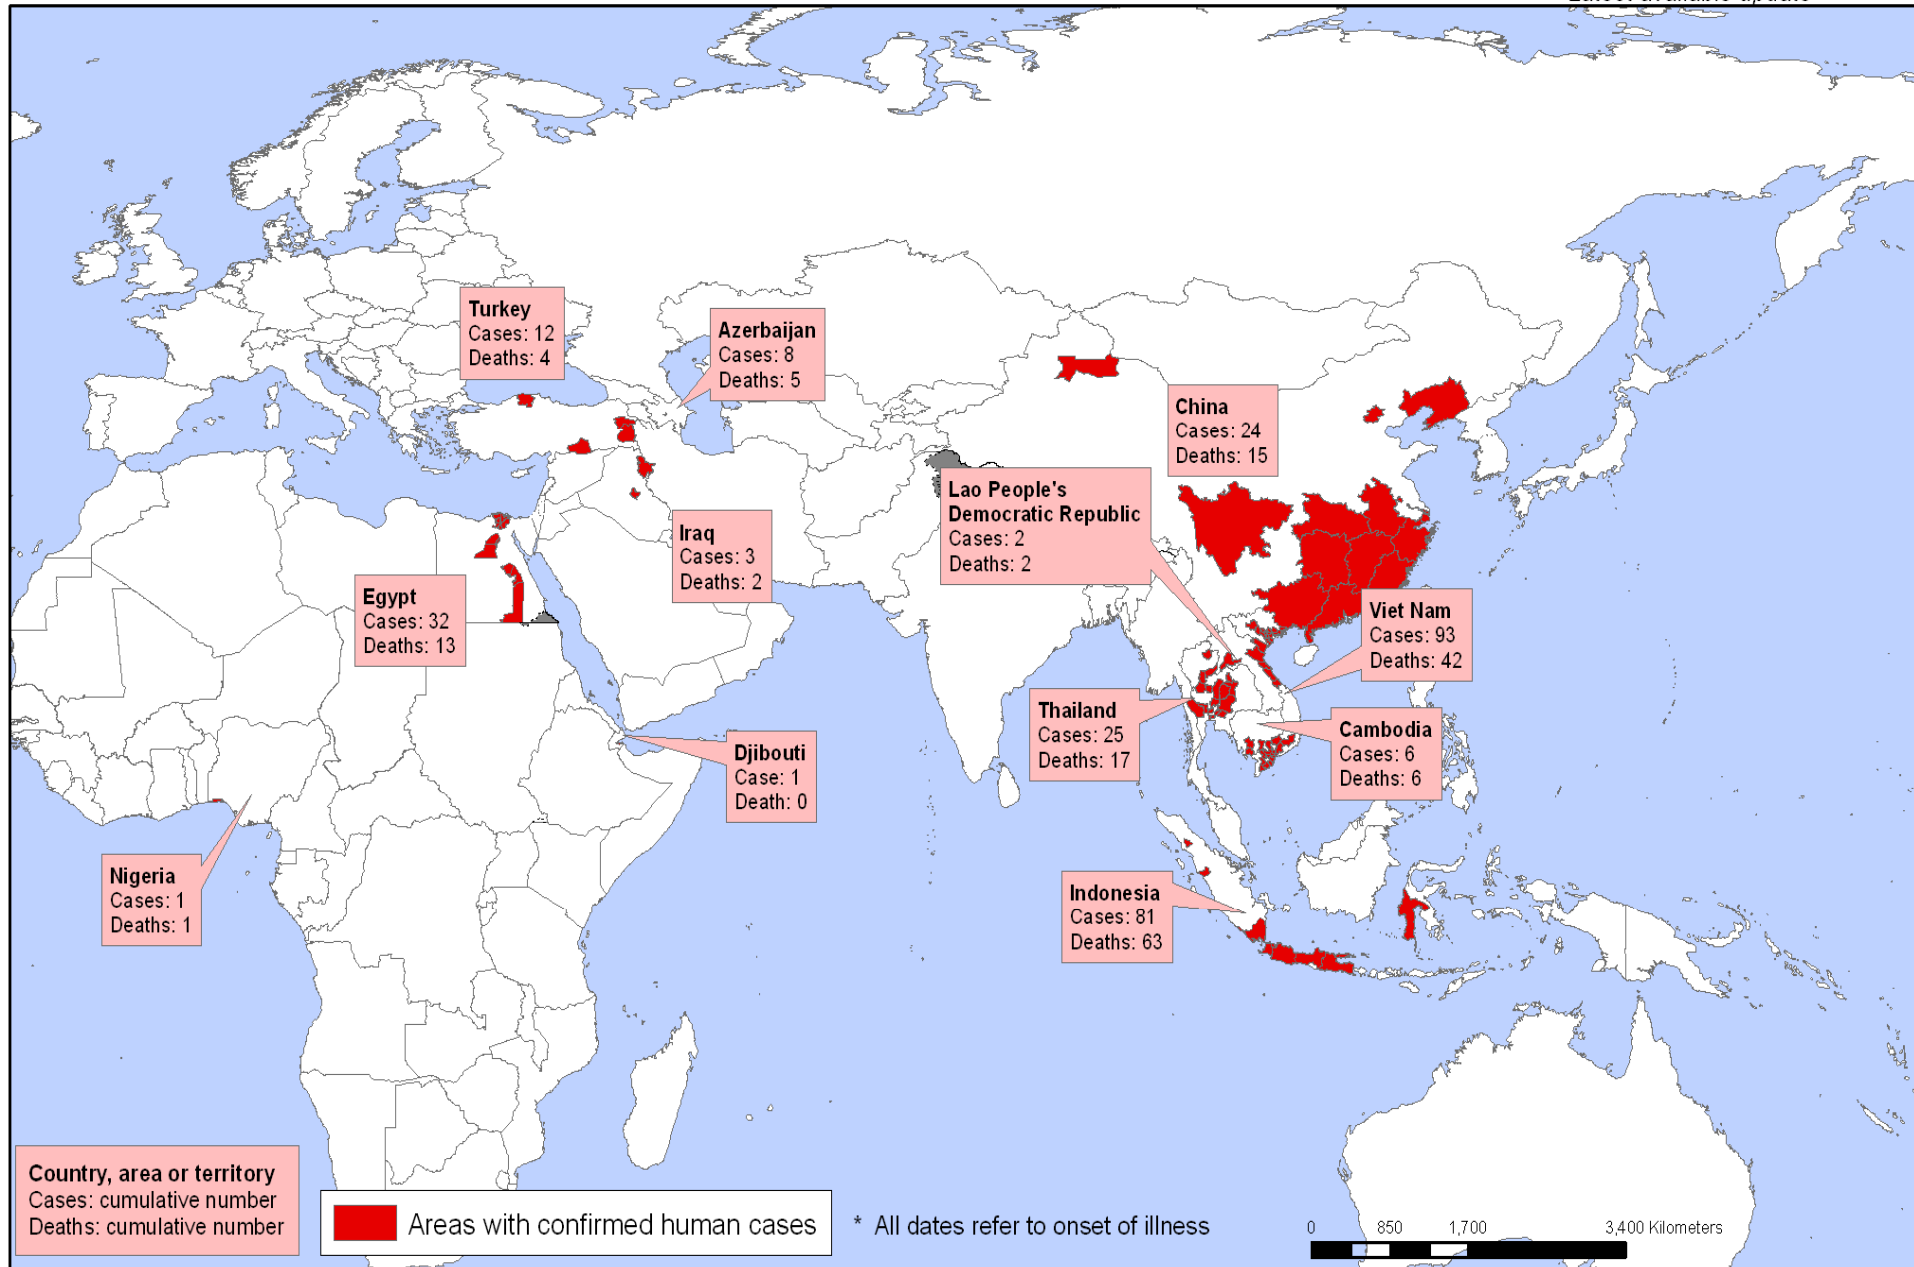 Turkey
Cases: 12
Deaths: 4
Azerbaijan
Cases: 8
Deaths: 5
China
Cases: 24
Deaths: 15
Lao People's
Democratic Republic
Cases: 2
Deaths: 2
Iraq
Cases: 3
Deaths: 2
Egypt
Cases: 32
Deaths: 13
Viet Nam
Cases: 93
Deaths: 42
Thailand
Cases: 25
Deaths: 17
Cambodia
Cases: 6
Deaths: 6
Djibouti
Case: 1
Death: 0
Nigeria
Cases: 1
Deaths: 1
Indonesia
Cases: 81
Deaths: 63
Country, area or territory
Cases: cumulative number
Deaths: cumulative number
Areas with confirmed human cases
* All dates refer to onset of illness
0 850 1,700 3,400 Kilometers